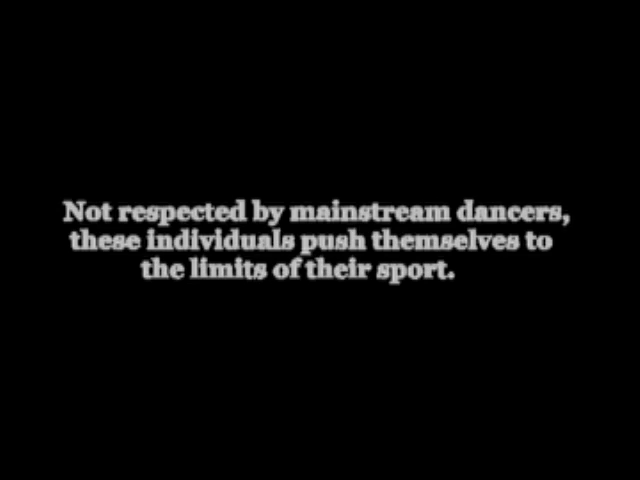 Not respected by mainstream dancers,
these individuals push themselves to
the limits of their sport.